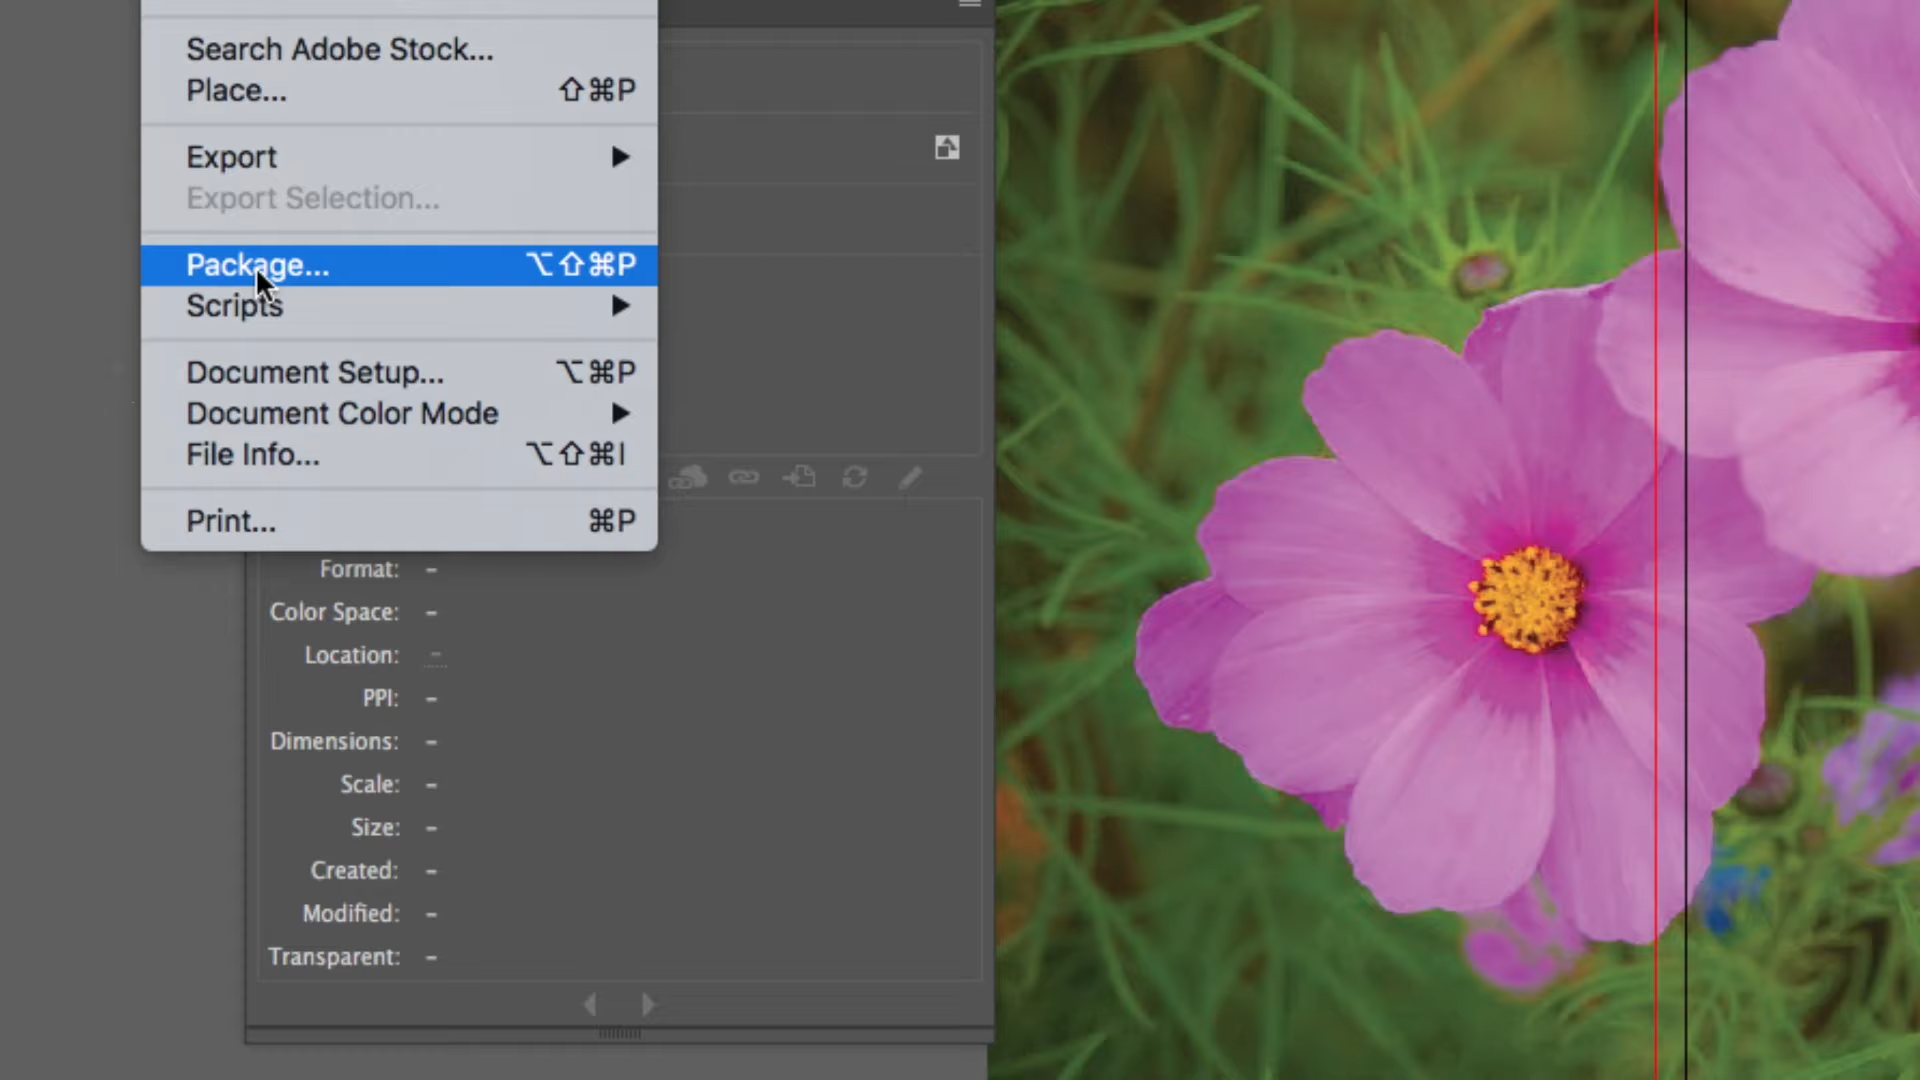 Search Adobe Stock...
Place... ⇧⌘P
Export ▶
Export Selection...
Package... ⌥⇧⌘P
Scripts ▶
Document Setup... ⌥⌘P
Document Color Mode ▶
File Info... ⌥⇧⌘I
Print... ⌘P
Format: –
Color Space: –
Location: –
PPI: –
Dimensions: –
Scale: –
Size: –
Created: –
Modified: –
Transparent: –